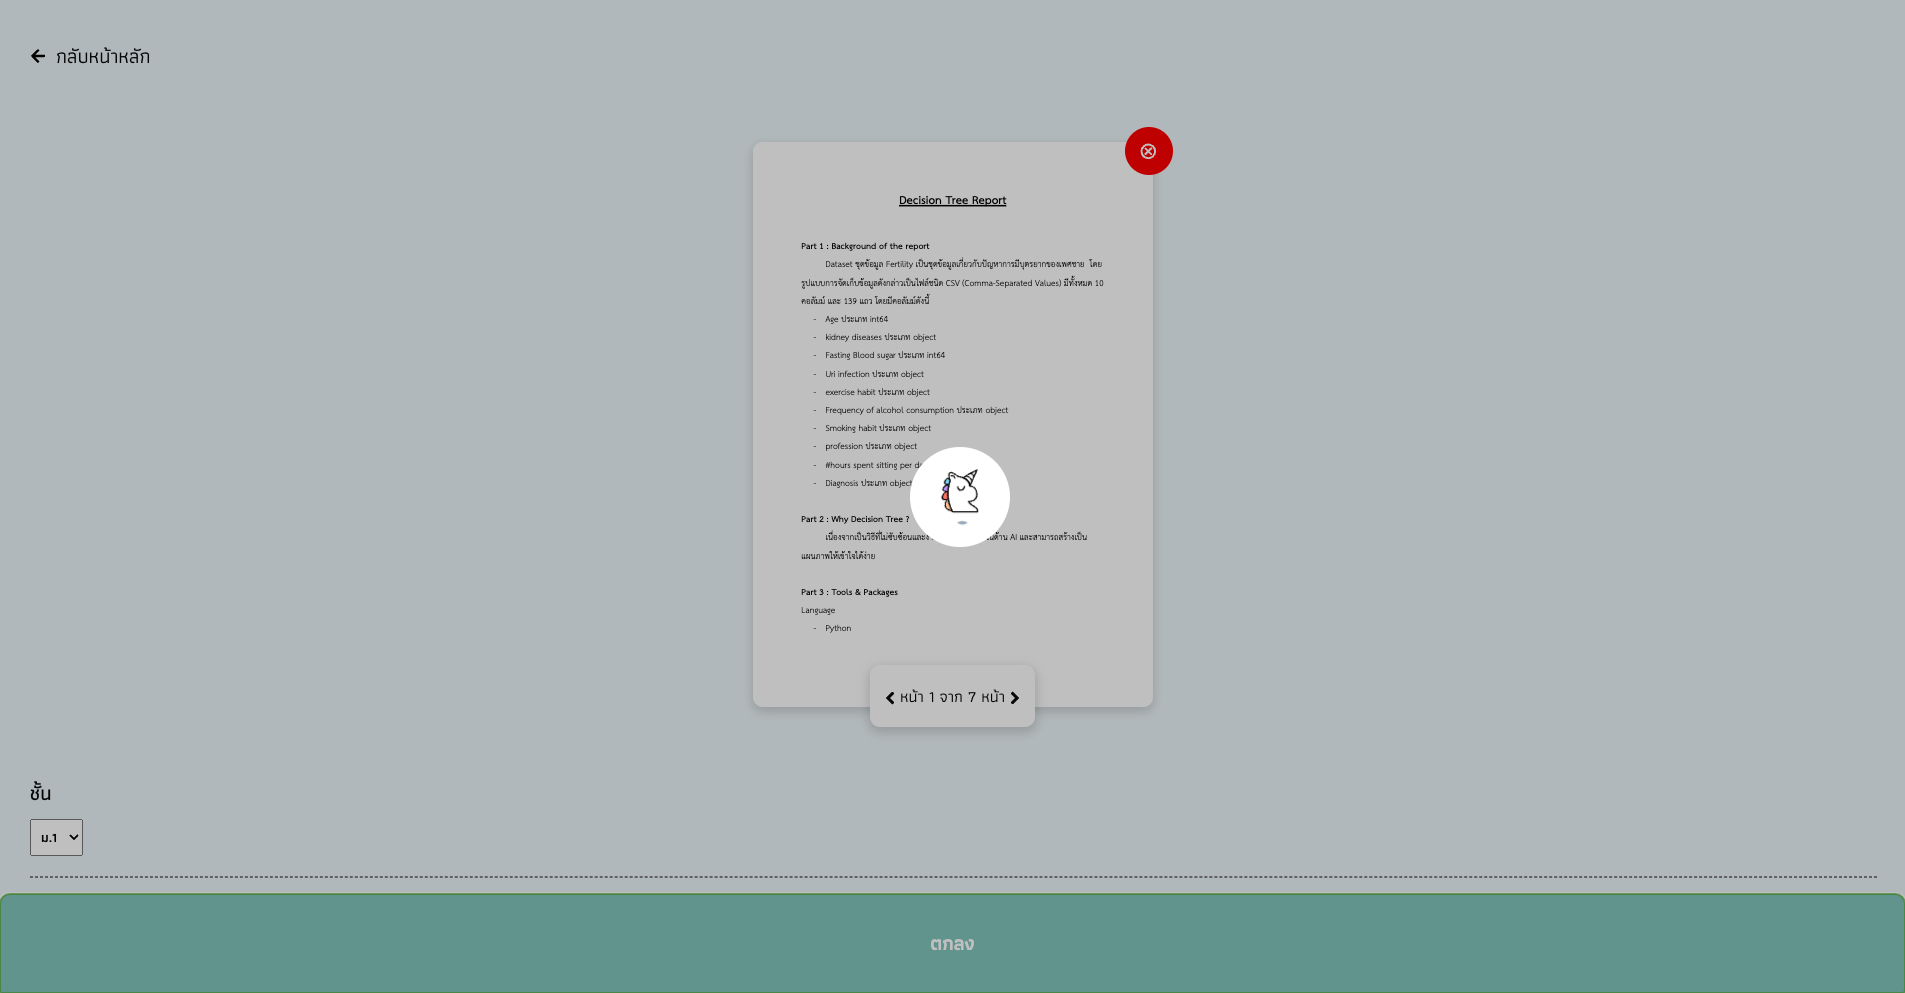 กลับหน้าหลัก
Decision Tree Report
Part 1 : Background of the report
Dataset ชุดข้อมูล Fertility เป็นชุดข้อมูลเกี่ยวกับปัญหาการมีบุตรยากของเพศชาย โดย
รูปแบบการจัดเก็บข้อมูลดังกล่าวเป็นไฟล์ชนิด CSV (Comma-Separated Values) มีทั้งหมด 10
คอลัมม์ และ 139 แถว โดยมีคอลัมม์ดังนี้
- Age ประเภท int64
- kidney diseases ประเภท object
- Fasting Blood sugar ประเภท int64
- Uri infection ประเภท object
- exercise habit ประเภท object
- Frequency of alcohol consumption ประเภท object
- Smoking habit ประเภท object
- profession ประเภท object
- #hours spent sitting per
- Diagnosis ประเภท object
Part 2 : Why Decision Tree ?
เนื่องจากเป็นวิธีที่ไม่ซับซ้อนและ AI และสามารถสร้างเป็น
แผนภาพให้เข้าใจได้ง่าย
Part 3 : Tools & Packages
Language
- Python
หน้า 1 จาก 7 หน้า
ชั้น
ม.1
ตกลง